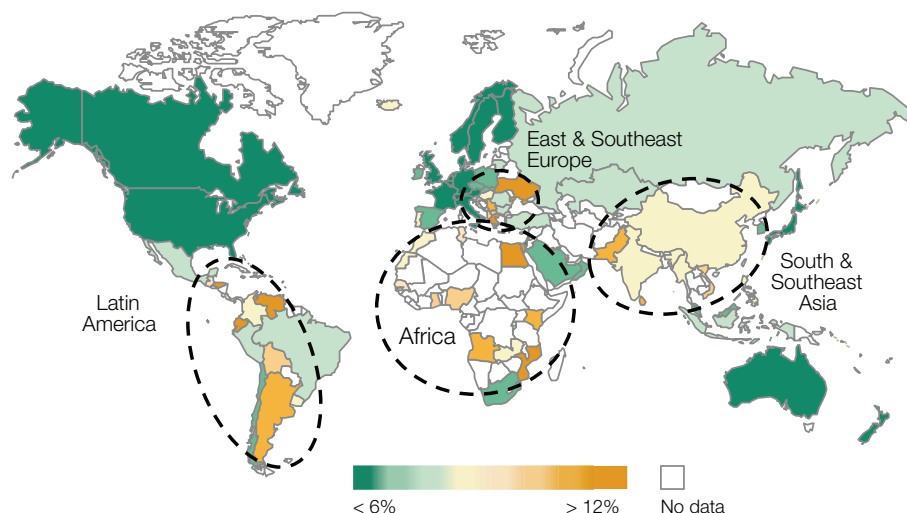 East & Southeast
Europe
Latin
America
Africa
South &
Southeast
Asia
< 6%
> 12%
No data